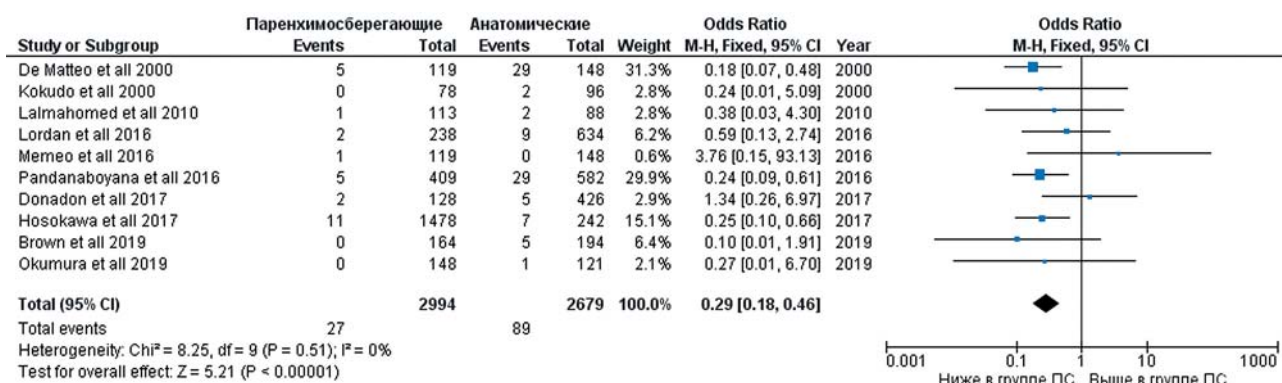 Паренхимосберегающие Анатомические Odds Ratio Odds Ratio
Study or Subgroup Events Total Events Total Weight M-H, Fixed, 95% CI Year M-H, Fixed, 95% CI
De Matteo et all 2000 5 119 29 148 31.3% 0.18 [0.07, 0.48] 2000
Kokudo et all 2000 0 78 2 96 2.8% 0.24 [0.01, 5.09] 2000
Lalmahomed et all 2010 1 113 2 88 2.8% 0.38 [0.03, 4.30] 2010
Lordan et all 2016 2 238 9 634 6.2% 0.59 [0.13, 2.74] 2016
Memeo et all 2016 1 119 0 148 0.6% 3.76 [0.15, 93.13] 2016
Pandanaboyana et all 2016 5 409 29 582 29.9% 0.24 [0.09, 0.61] 2016
Donadon et all 2017 2 128 5 426 2.9% 1.34 [0.26, 6.97] 2017
Hosokawa et all 2017 11 1478 7 242 15.1% 0.25 [0.10, 0.66] 2017
Brown et all 2019 0 164 5 194 6.4% 0.10 [0.01, 1.91] 2019
Okumura et all 2019 0 148 1 121 2.1% 0.27 [0.01, 6.70] 2019
Total (95% CI) 2994 2679 100.0% 0.29 [0.18, 0.46]
Total events 27 89
Heterogeneity: Chi² = 8.25, df = 9 (P = 0.51); I² = 0%
Test for overall effect: Z = 5.21 (P < 0.00001)
0.001 0.1 1 10 1000
Ниже в группе ПС Выше в группе ПС